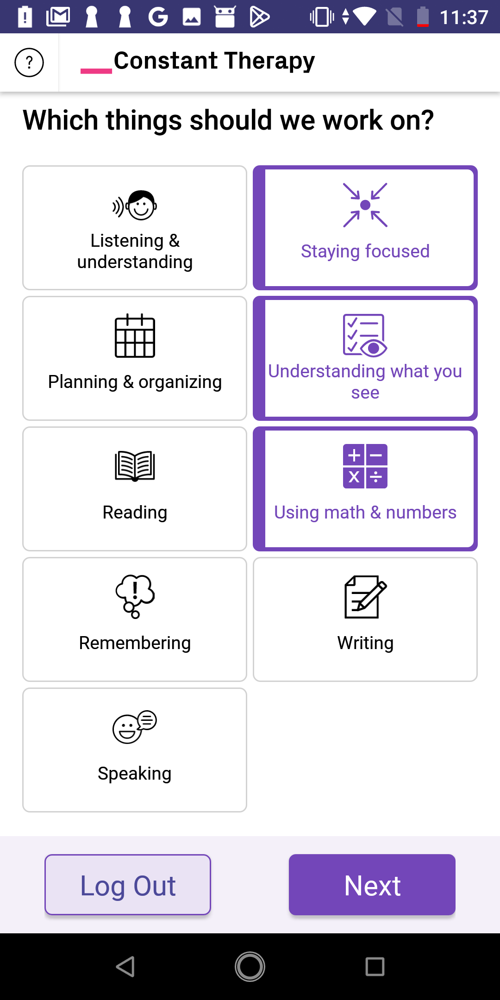 11:37
?
Constant Therapy
Which things should we work on?
Listening &
understanding
Staying focused
Planning & organizing
Understanding what you
see
Reading
Using math & numbers
Remembering
Writing
Speaking
Log Out
Next